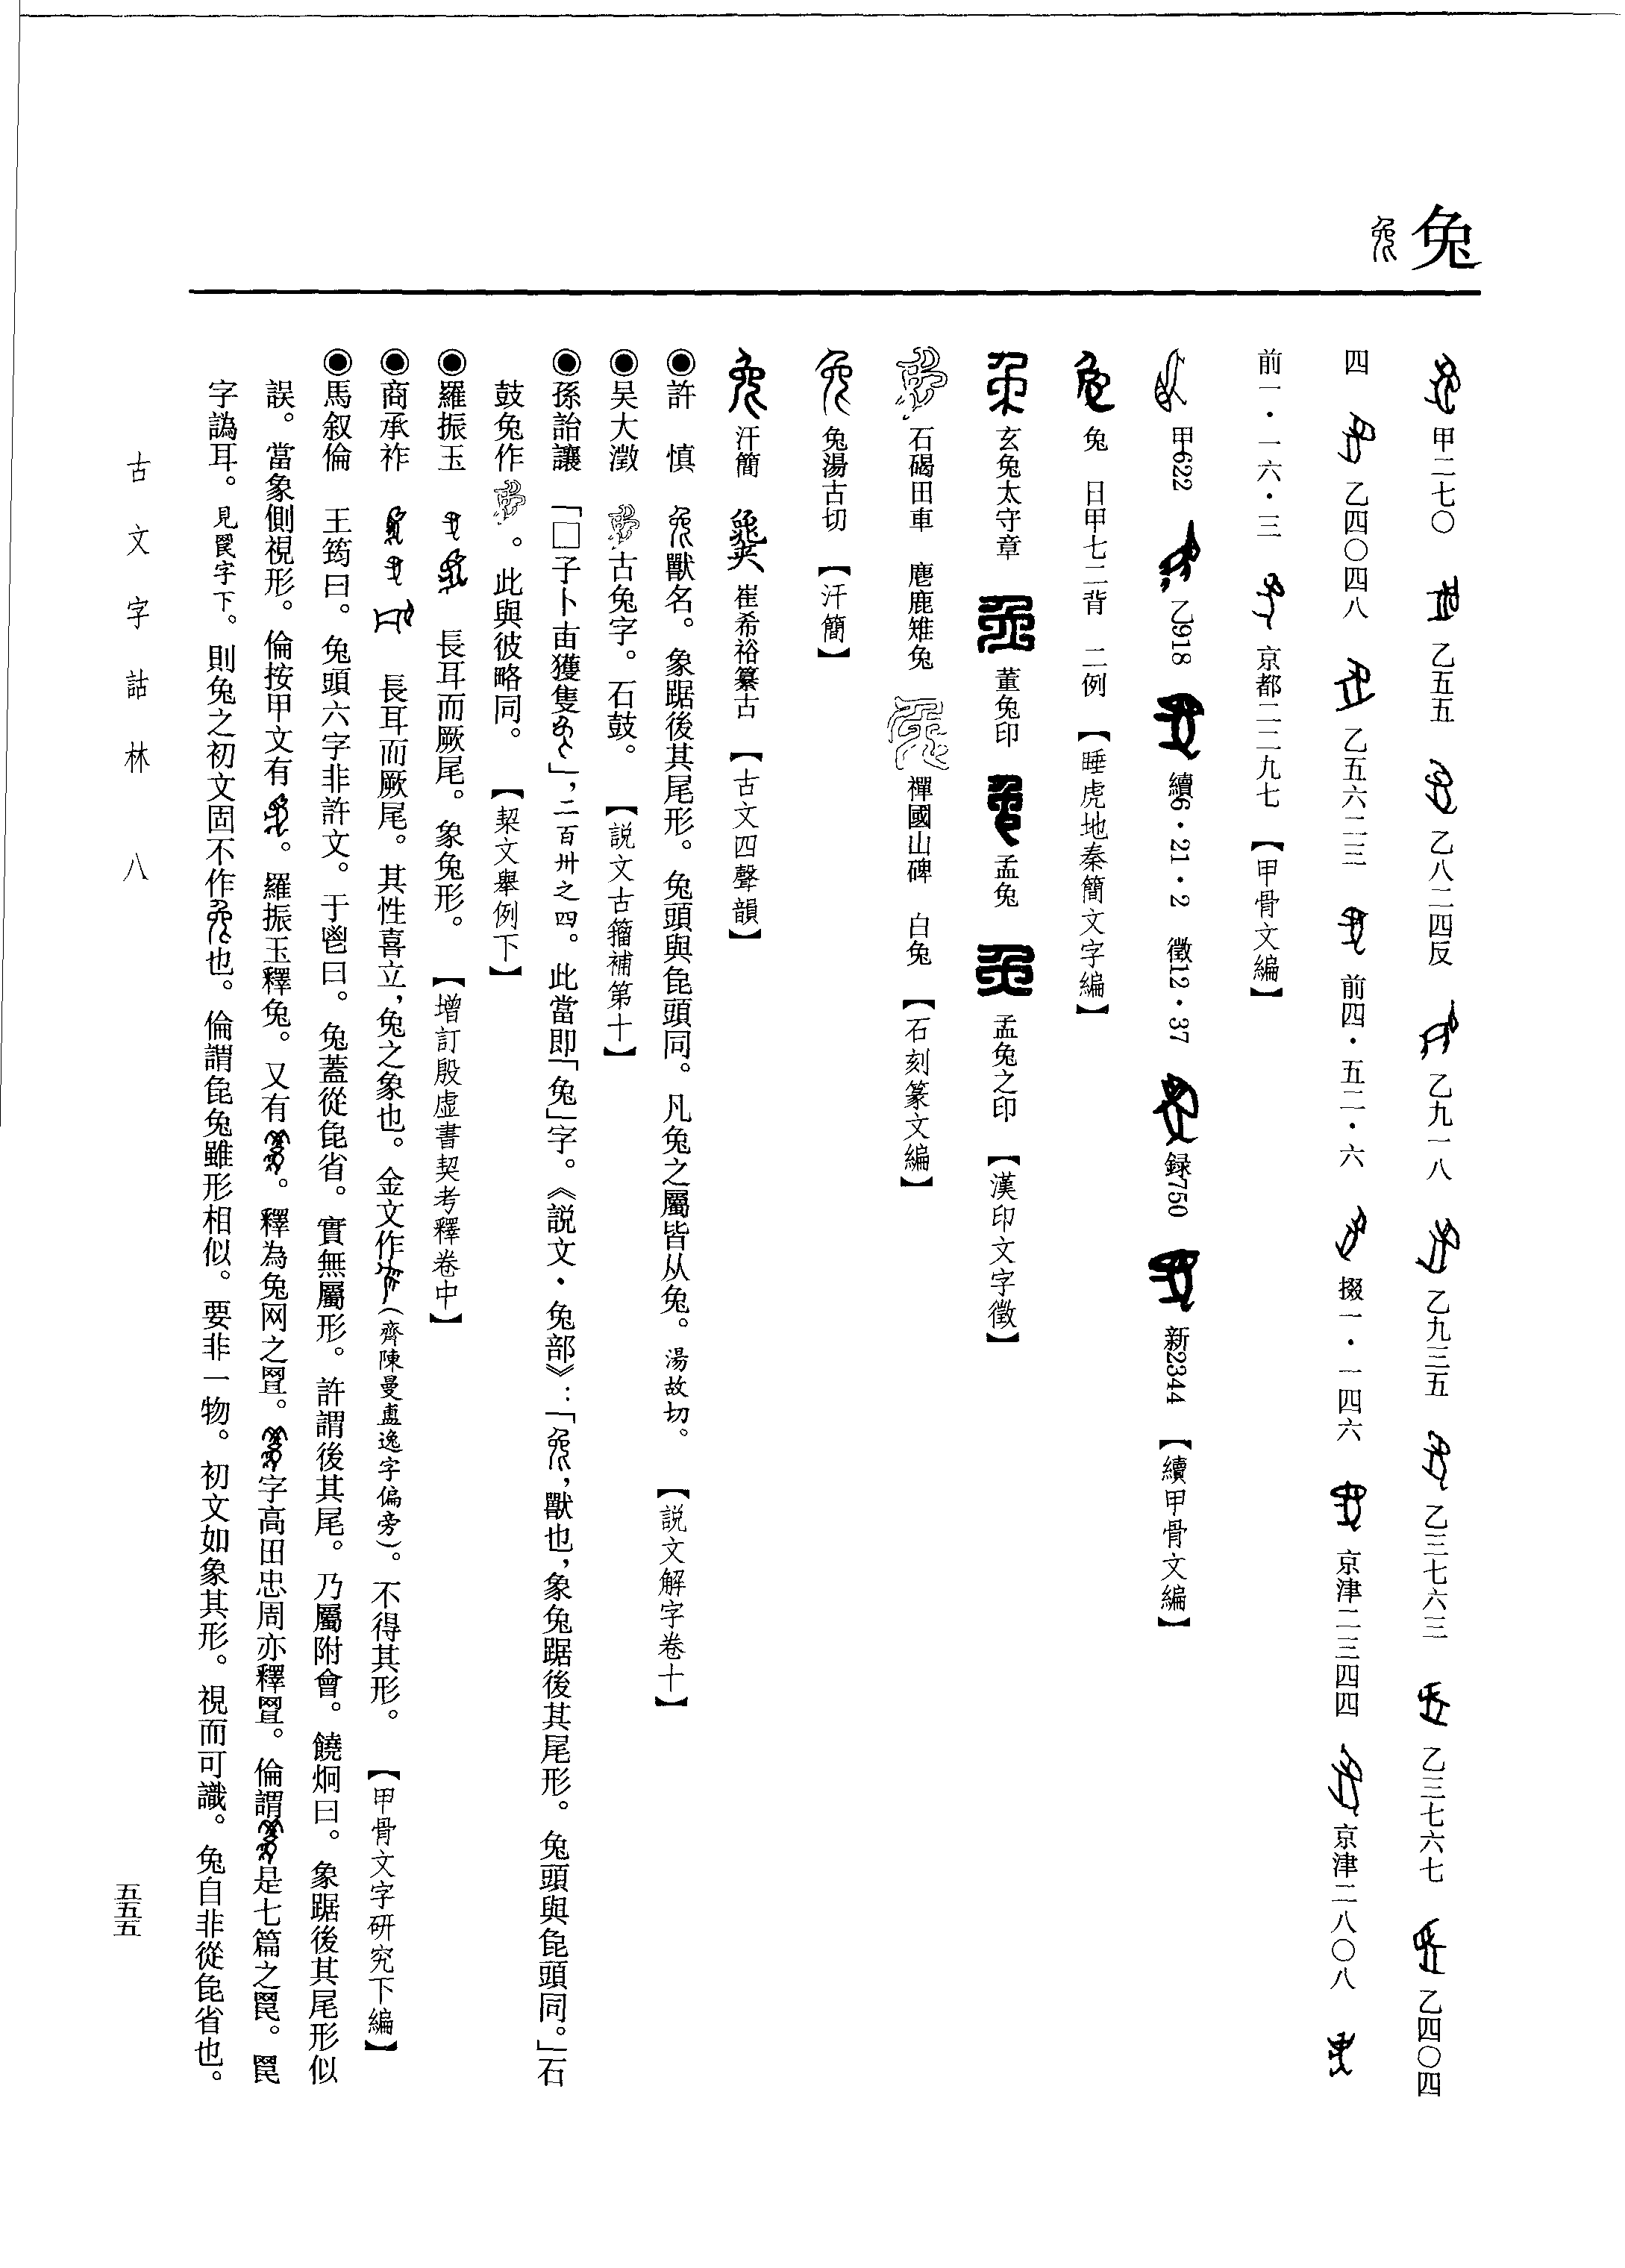 兔
甲二七〇 乙五五 乙八二四反 乙九一八 乙九三五 乙三七六三 乙三七六七 乙四〇四
四 乙四〇四八 乙五六二三 前四·五二·六 掇一·一四六 京津二三四四 京津二八〇八
前一·一六·三 京都二二九七 【甲骨文編】
甲622 乙918 續6·21·2 徵12·37 録750 新2344 【續甲骨文編】
兔 日甲七二背 二例 【睡虎地秦簡文字編】
玄兔太守章 董兔印 孟兔 孟兔之印 【漢印文字徵】
石碣田車 麀鹿雉兔 禪國山碑 白兔 【石刻篆文編】
兔湯古切 【汗簡】
汗簡 崔希裕纂古 【古文四聲韻】
◉許 慎 獸名。象踞後其尾形。兔頭與㲋頭同。凡兔之屬皆从兔。湯故切。 【説文解字卷十】
◉吴大澂 古兔字。石鼓。 【説文古籀補第十】
◉孫詒讓 「□子卜𠧪獲隻」,二百卅之四。此當即「兔」字。《説文·兔部》:「,獸也,象兔踞後其尾形。兔頭與㲋頭同。」石
鼓兔作。此與彼略同。 【栔文舉例下】
◉羅振玉 長耳而厥尾。象兔形。 【增訂殷虛書契考釋卷中】
◉商承祚 長耳而厥尾。其性喜立,兔之象也。金文作(齊陳曼盧逸字偏旁)。不得其形。 【甲骨文字研究下編】
◉馬叙倫 王筠曰。兔頭六字非許文。于鬯曰。兔蓋從㲋省。實無屬形。許謂後其尾。乃屬附會。饒炯曰。象踞後其尾形似
誤。當象側視形。倫按甲文有。羅振玉釋兔。又有。釋為兔网之罝。字高田忠周亦釋罝。倫謂是七篇之䍡。䍡
字譌耳。見䍡字下。則兔之初文固不作也。倫謂㲋兔雖形相似。要非一物。初文如象其形。視而可識。兔自非從㲋省也。
古文字詁林 八
五五五